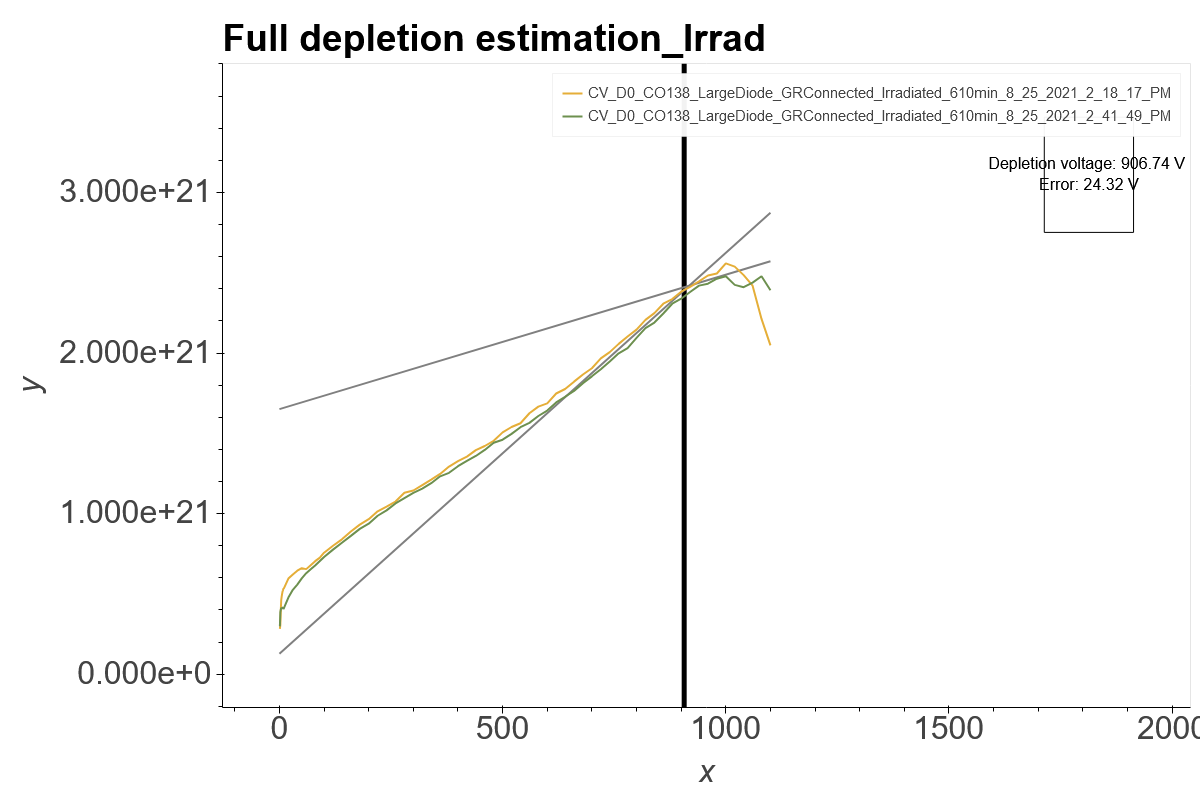 Full depletion estimation_Irrad
CV_D0_CO138_LargeDiode_GRConnected_Irradiated_610min_8_25_2021_2_18_17_PM
CV_D0_CO138_LargeDiode_GRConnected_Irradiated_610min_8_25_2021_2_41_49_PM
Depletion voltage: 906.74 V
Error: 24.32 V
3.000e+21
2.000e+21
1.000e+21
0.000e+0
y
0 500 1000 1500 2000
x